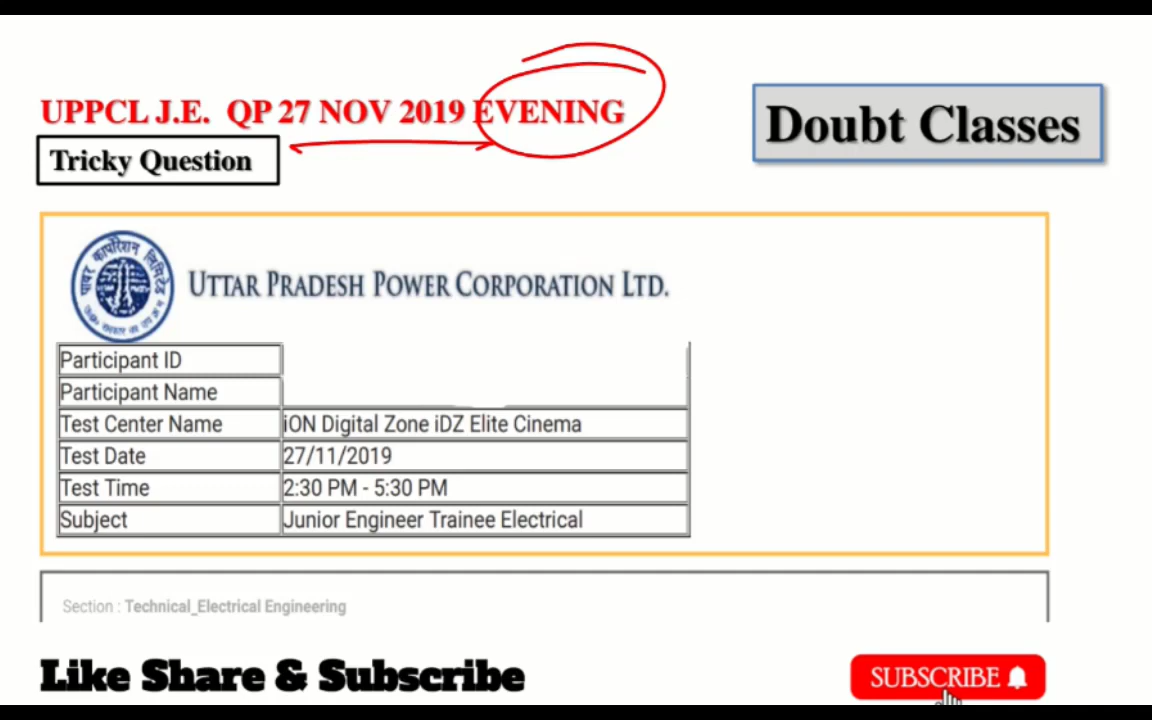 UPPCL J.E. QP 27 NOV 2019 EVENING
Doubt Classes
Tricky Question
पावर कार्पोरेशन लिमिटेड
UTTAR PRADESH POWER CORPORATION LTD.
Participant ID
Participant Name
Test Center Name iON Digital Zone iDZ Elite Cinema
Test Date 27/11/2019
Test Time 2:30 PM - 5:30 PM
Subject Junior Engineer Trainee Electrical
Section : Technical_Electrical Engineering
Like Share & Subscribe
SUBSCRIBE